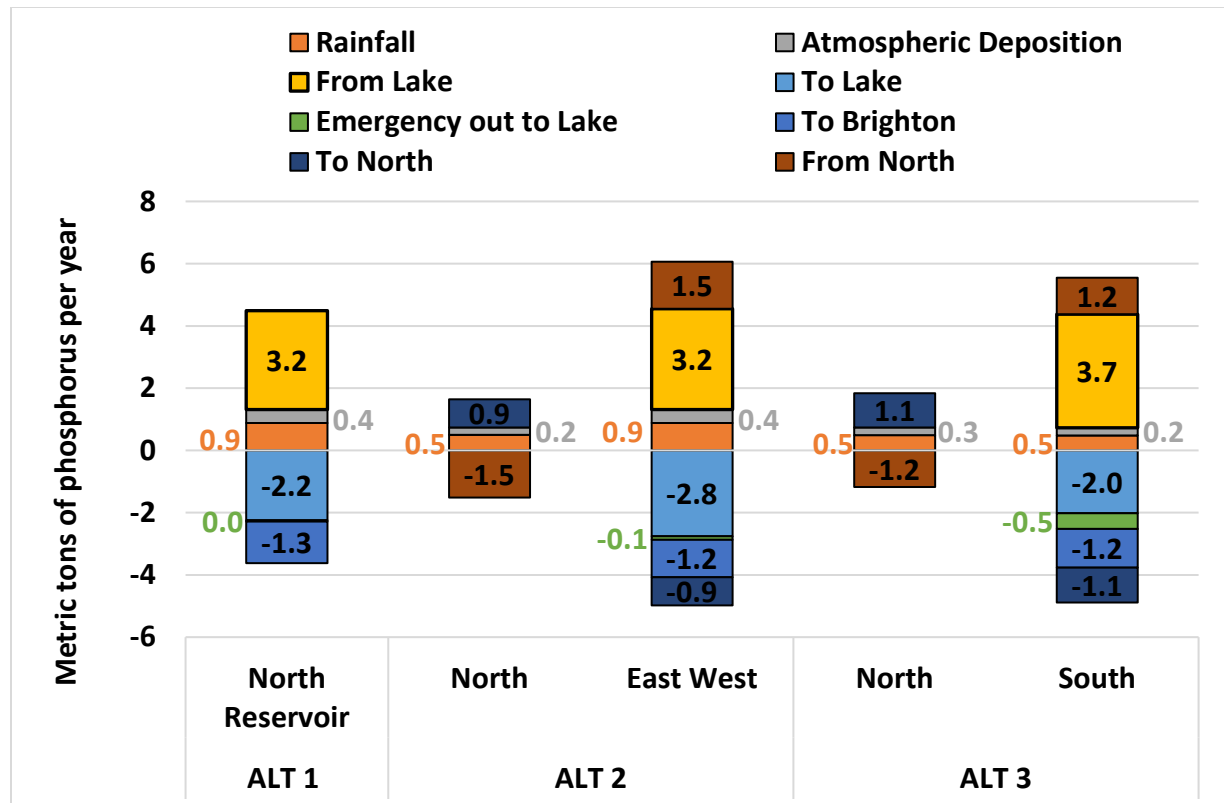 Rainfall
Atmospheric Deposition
From Lake
To Lake
Emergency out to Lake
To Brighton
To North
From North
Metric tons of phosphorus per year
8
6
4
2
0
-2
-4
-6
3.2
0.4
0.9
-2.2
0.0
-1.3
0.9
0.2
0.5
-1.5
1.5
3.2
0.4
0.9
-2.8
-0.1
-1.2
-0.9
1.1
0.3
0.5
-1.2
1.2
3.7
0.2
0.5
-2.0
-0.5
-1.2
-1.1
North
Reservoir
North
East West
North
South
ALT 1
ALT 2
ALT 3